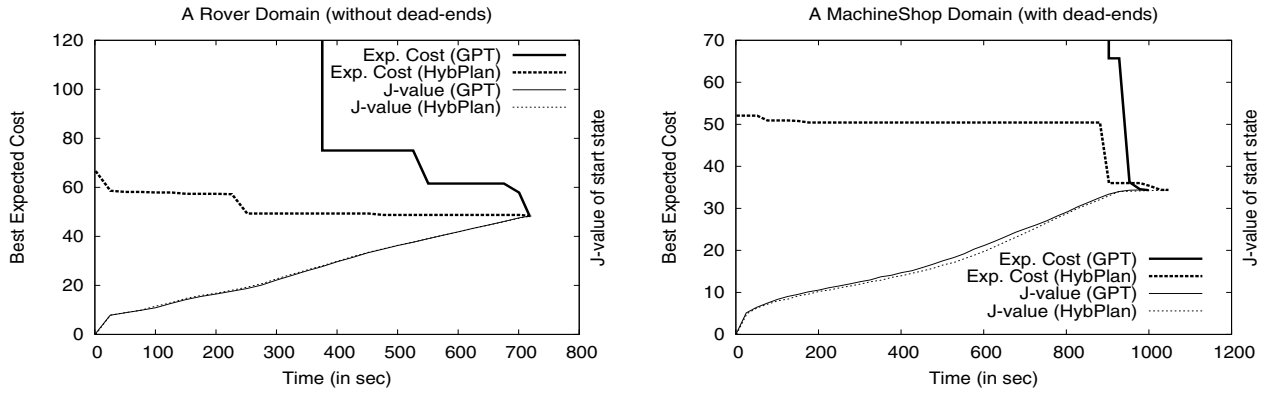 A Rover Domain (without dead-ends)
120
100
80
60
40
20
0
Best Expected Cost
Exp. Cost (GPT)
Exp. Cost (HybPlan)
J-value (GPT)
J-value (HybPlan)
J-value of start state
0 100 200 300 400 500 600 700 800
Time (in sec)
A MachineShop Domain (with dead-ends)
70
60
50
40
30
20
10
0
Best Expected Cost
Exp. Cost (GPT)
Exp. Cost (HybPlan)
J-value (GPT)
J-value (HybPlan)
J-value of start state
0 200 400 600 800 1000 1200
Time (in sec)